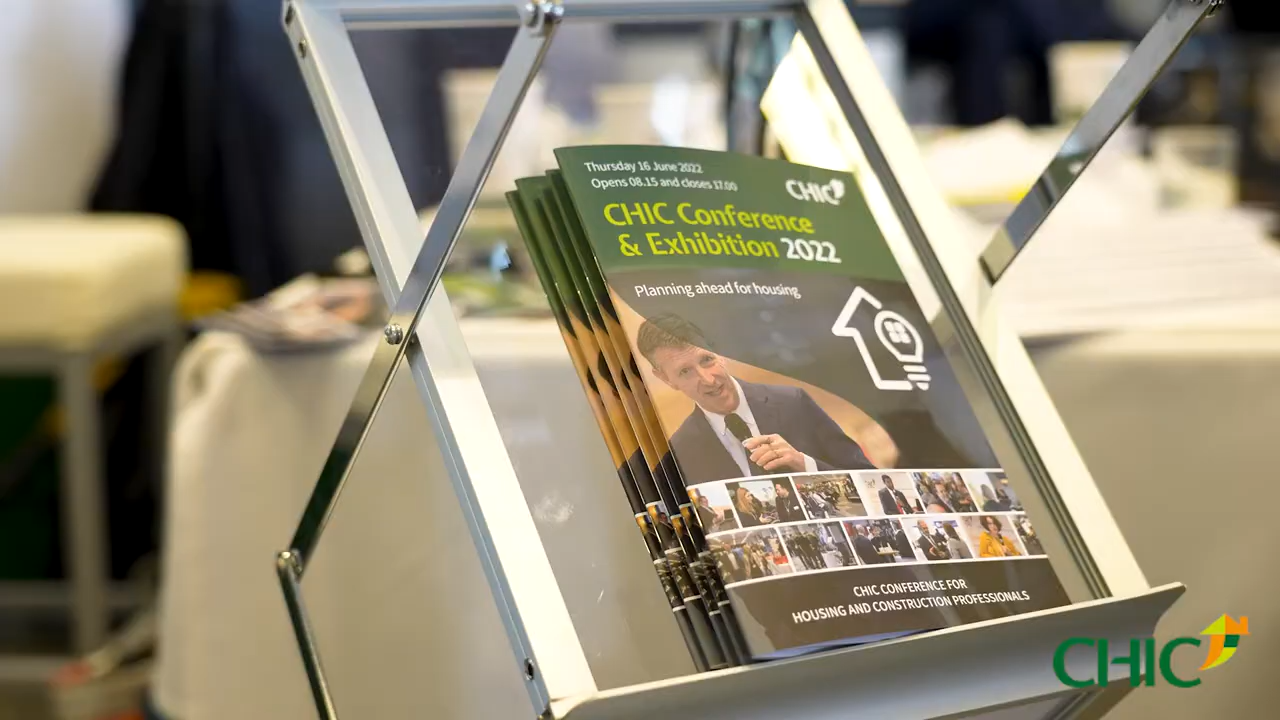 Thursday 16 June 2022
Opens 08.15 and closes 17.00
CHIC
CHIC Conference
& Exhibition 2022
Planning ahead for housing
CHIC CONFERENCE FOR
HOUSING AND CONSTRUCTION PROFESSIONALS
CHIC